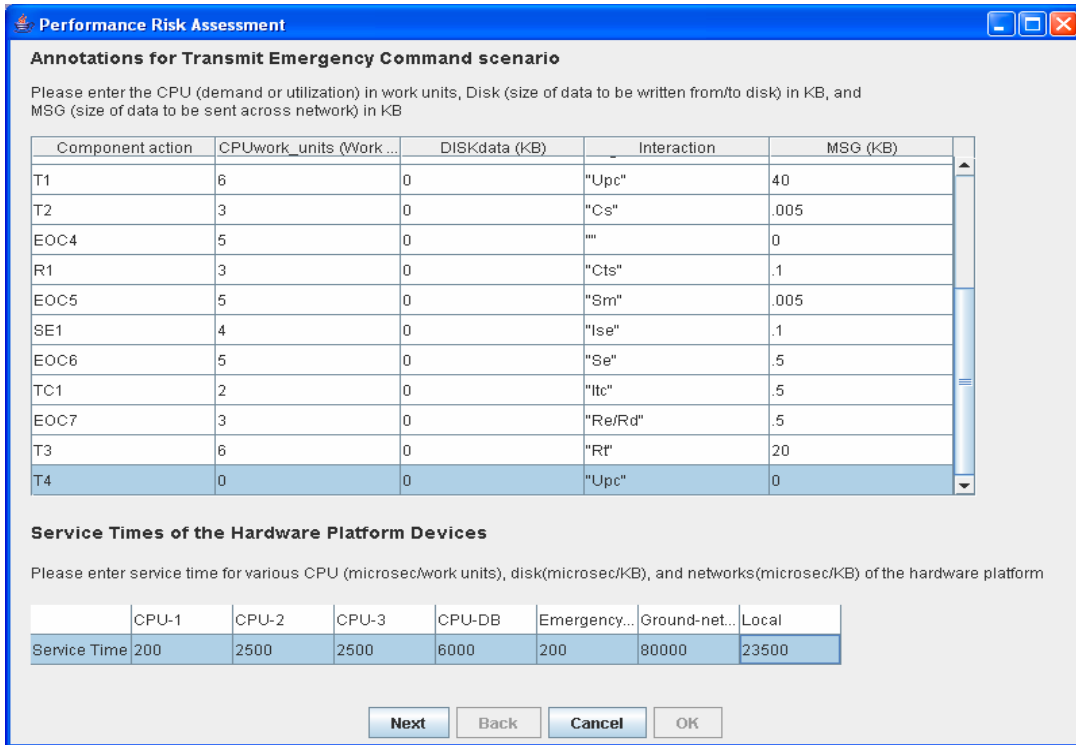 Performance Risk Assessment
Annotations for Transmit Emergency Command scenario
Please enter the CPU (demand or utilization) in work units, Disk (size of data to be written from/to disk) in KB, and
MSG (size of data to be sent across network) in KB
Component action CPUwork_units (Work ... DISKdata (KB) Interaction MSG (KB)
T1 6 0 "Upc" 40
T2 3 0 "Cs" .005
EOC4 5 0 "" 0
R1 3 0 "Cts" .1
EOC5 5 0 "Sm" .005
SE1 4 0 "Ise" .1
EOC6 5 0 "Se" .5
TC1 2 0 "Itc" .5
EOC7 3 0 "Re/Rd" .5
T3 6 0 "Rt" 20
T4 0 0 "Upc" 0
Service Times of the Hardware Platform Devices
Please enter service time for various CPU (microsec/work units), disk(microsec/KB), and networks(microsec/KB) of the hardware platform
CPU-1 CPU-2 CPU-3 CPU-DB Emergency... Ground-net... Local
Service Time 200 2500 2500 6000 200 80000 23500
Next Back Cancel OK